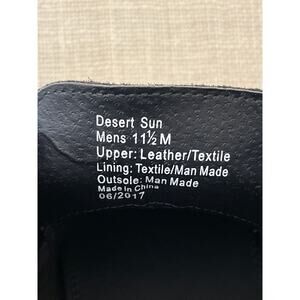 Desert Sun
Mens 11½ M
Upper: Leather/Textile
Lining: Textile/Man Made
Outsole: Man Made
Made in China
06/2017